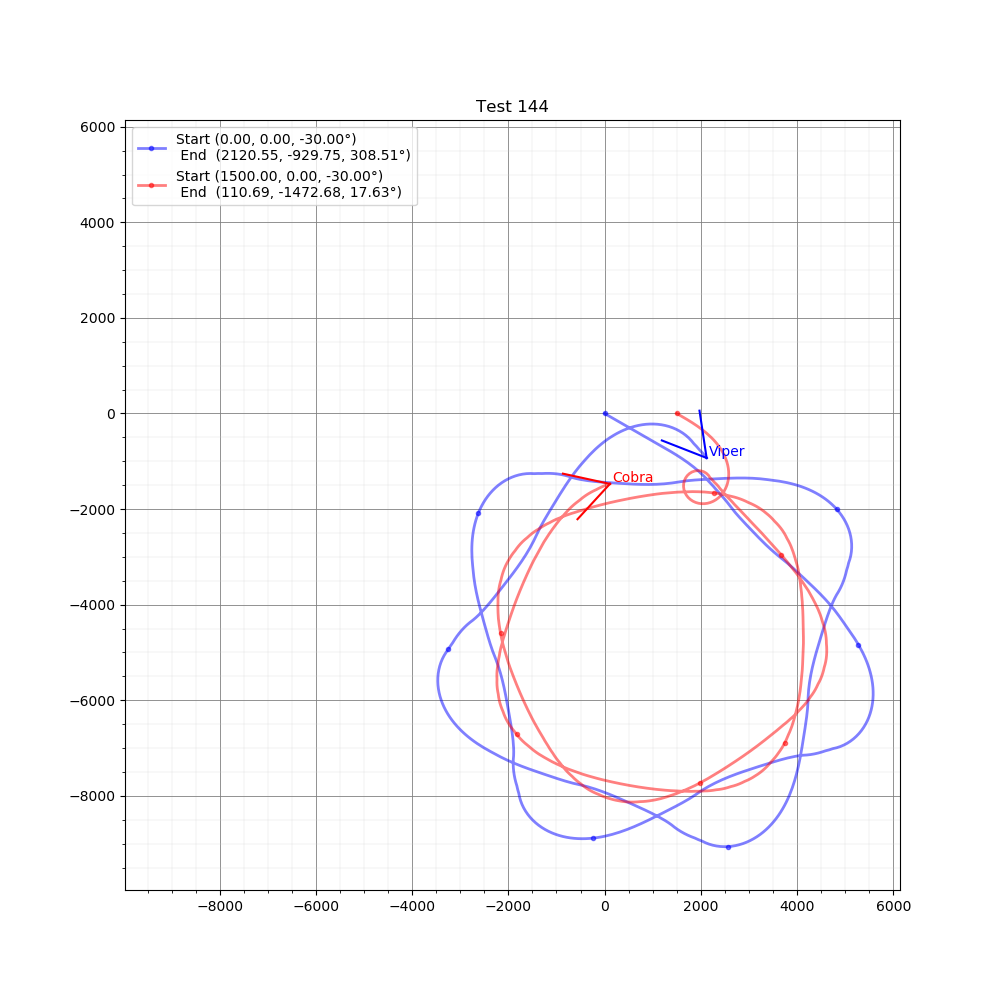 Test 144
Start (0.00, 0.00, -30.00°)
End (2120.55, -929.75, 308.51°)
Start (1500.00, 0.00, -30.00°)
End (110.69, -1472.68, 17.63°)
6000
4000
2000
0
−2000
−4000
−6000
−8000
Viper
Cobra
−8000 −6000 −4000 −2000 0 2000 4000 6000